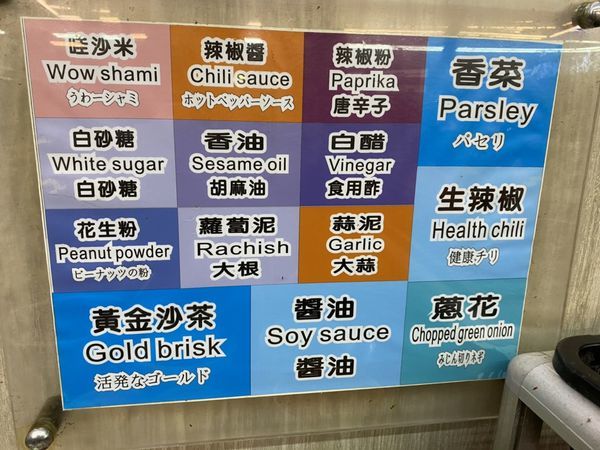 哇沙米
Wow shami
うわーシャミ
辣椒醬
Chili sauce
ホットペッパーソース
辣椒粉
Paprika
唐辛子
香菜
Parsley
パセリ
白砂糖
White sugar
白砂糖
香油
Sesame oil
胡麻油
白醋
Vinegar
食用酢
生辣椒
Health chili
健康チリ
花生粉
Peanut powder
ピーナッツの粉
蘿蔔泥
Rachish
大根
蒜泥
Garlic
大蒜
黃金沙茶
Gold brisk
活発なゴールド
醬油
Soy sauce
醬油
蔥花
Chopped green onion
みじん切りネギ